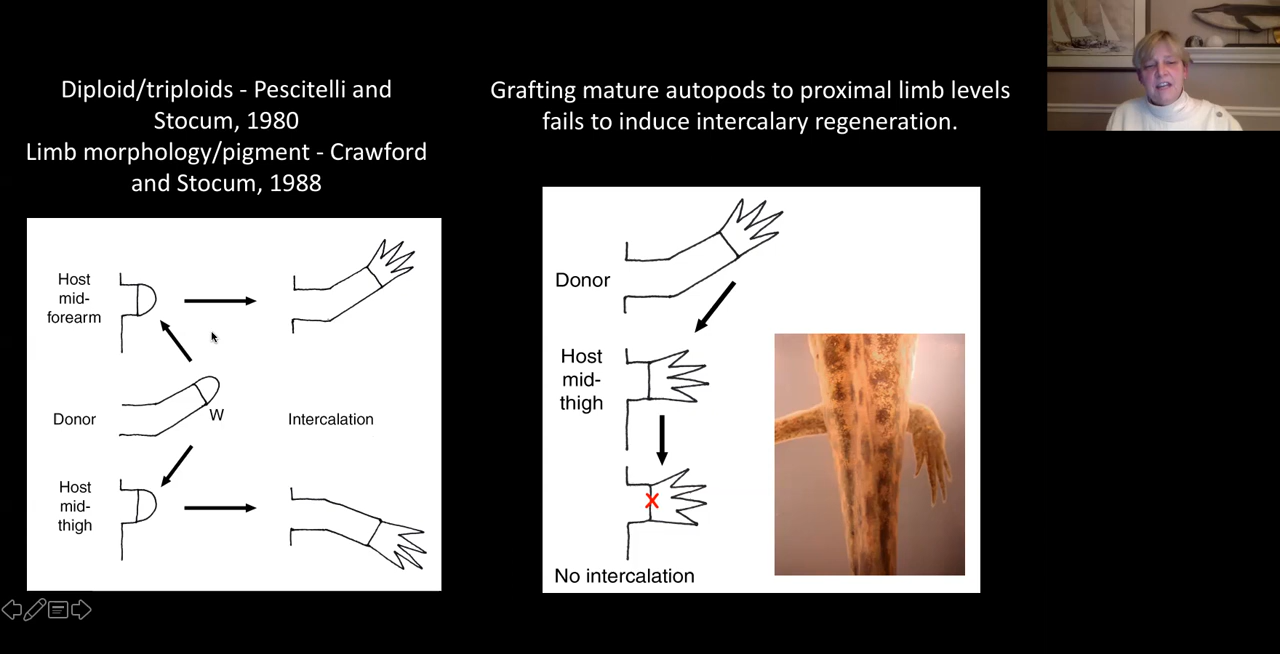 Diploid/triploids - Pescitelli and
Stocum, 1980
Limb morphology/pigment - Crawford
and Stocum, 1988
Host
mid-
forearm
Donor
W
Intercalation
Host
mid-
thigh
Grafting mature autopods to proximal limb levels
fails to induce intercalary regeneration.
Donor
Host
mid-
thigh
X
No intercalation